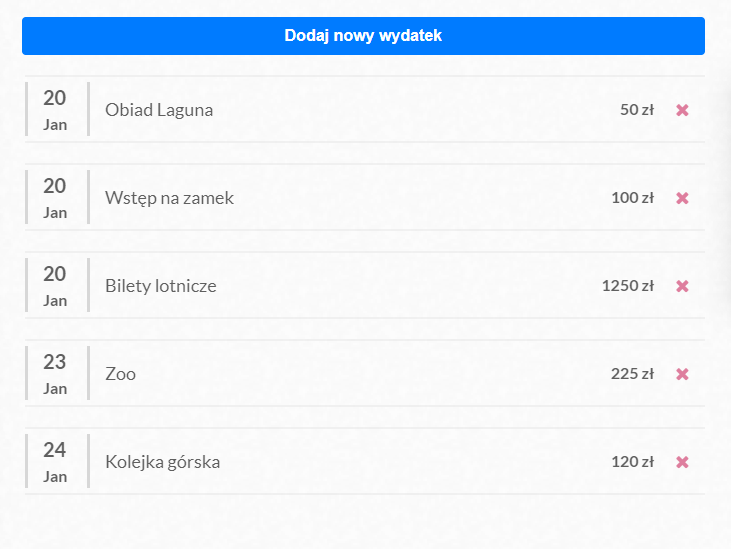 Dodaj nowy wydatek
20
Jan
Obiad Laguna
50 zł
20
Jan
Wstęp na zamek
100 zł
20
Jan
Bilety lotnicze
1250 zł
23
Jan
Zoo
225 zł
24
Jan
Kolejka górska
120 zł